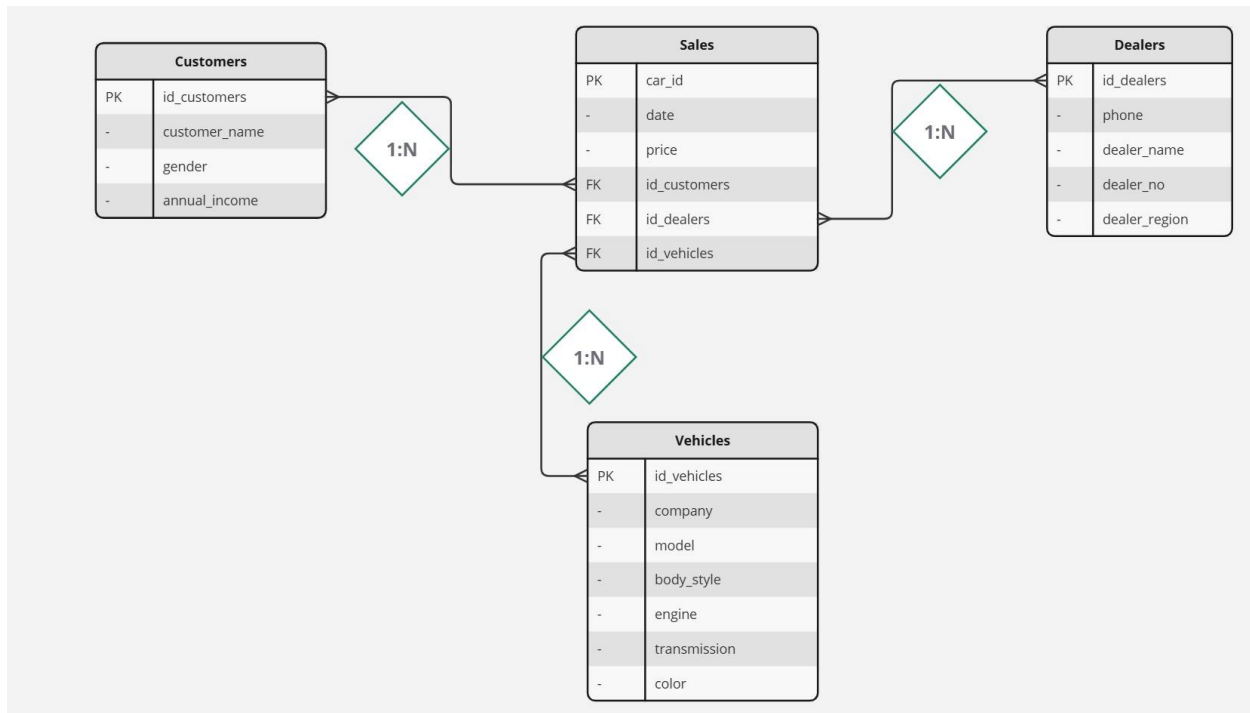 Customers
PK id_customers
- customer_name
- gender
- annual_income
1:N
Sales
PK car_id
- date
- price
FK id_customers
FK id_dealers
FK id_vehicles
1:N
Dealers
PK id_dealers
- phone
- dealer_name
- dealer_no
- dealer_region
1:N
Vehicles
PK id_vehicles
- company
- model
- body_style
- engine
- transmission
- color